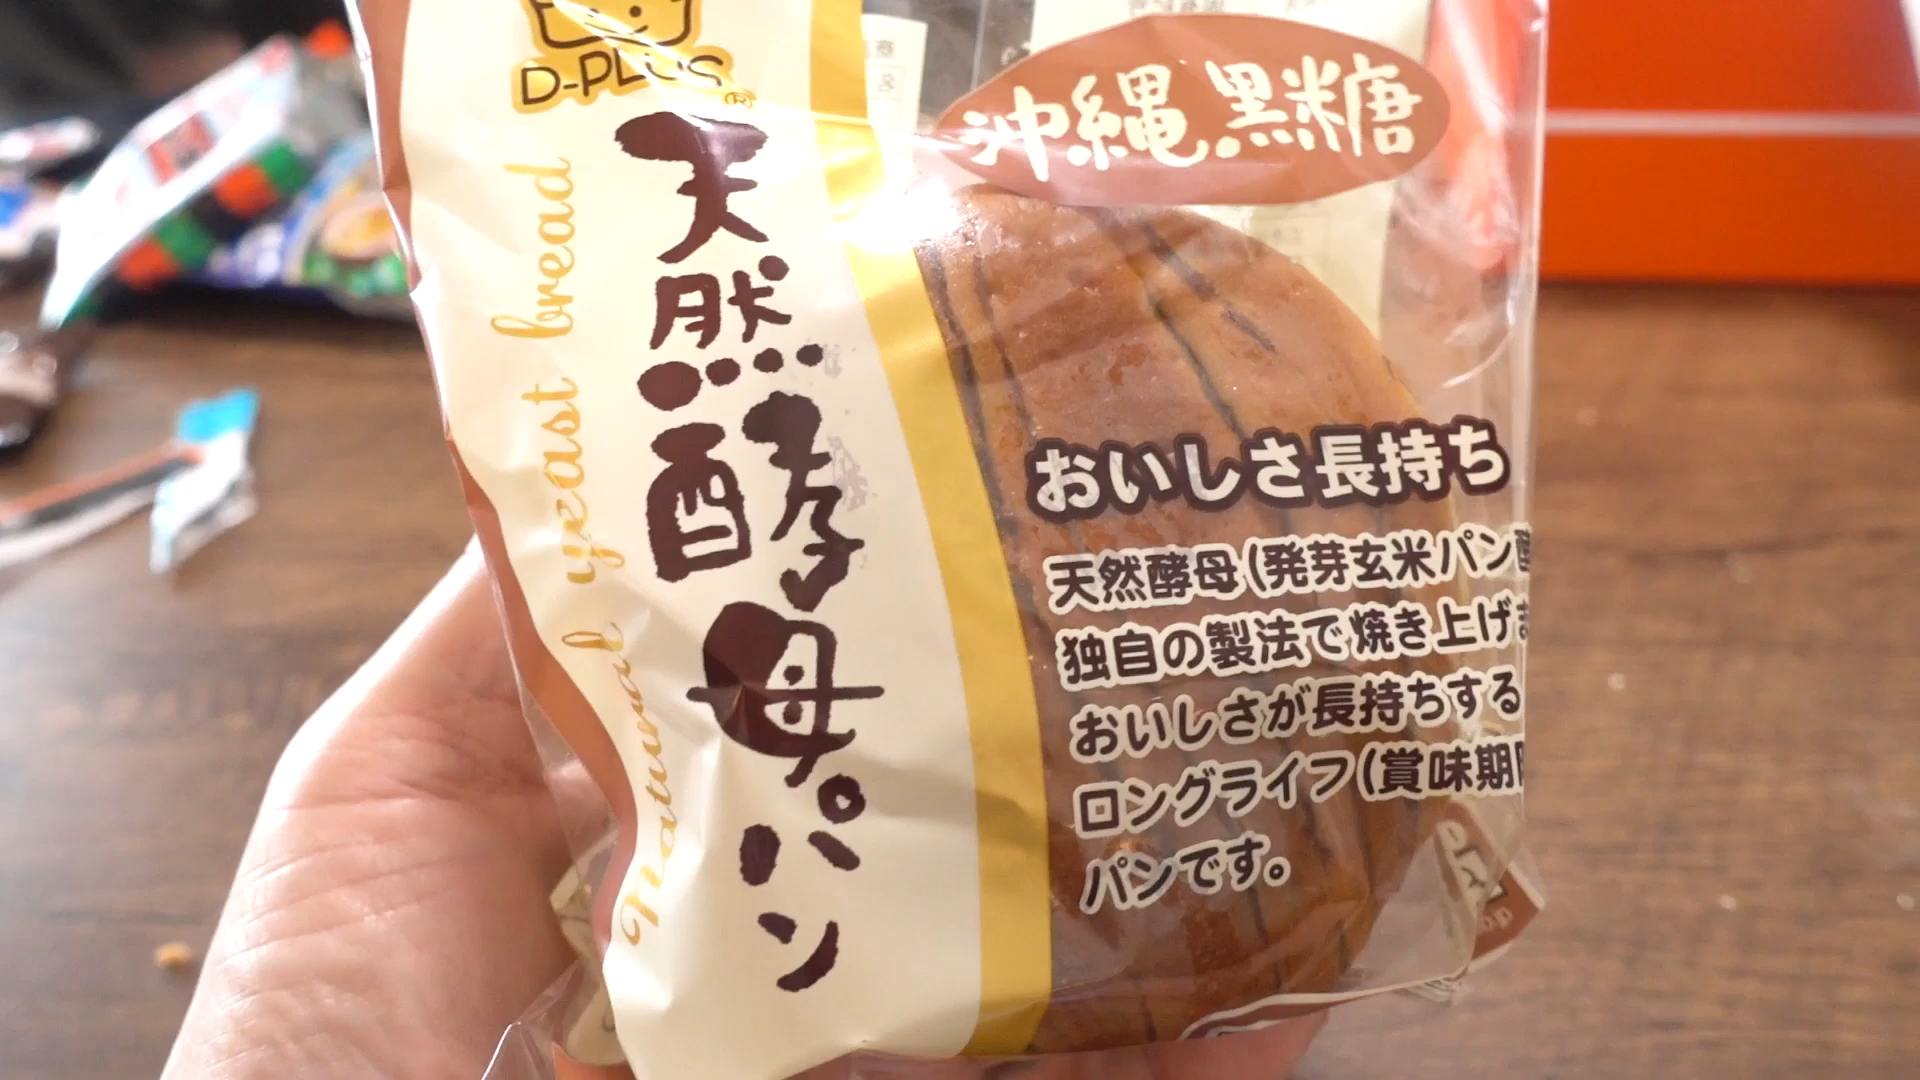 D-PLUS®
沖縄黒糖
天然酵母パン
Natural yeast bread
おいしさ長持ち
天然酵母(発芽玄米パン酵
独自の製法で焼き上げま
おいしさが長持ちする
ロングライフ(賞味期限
パンです。